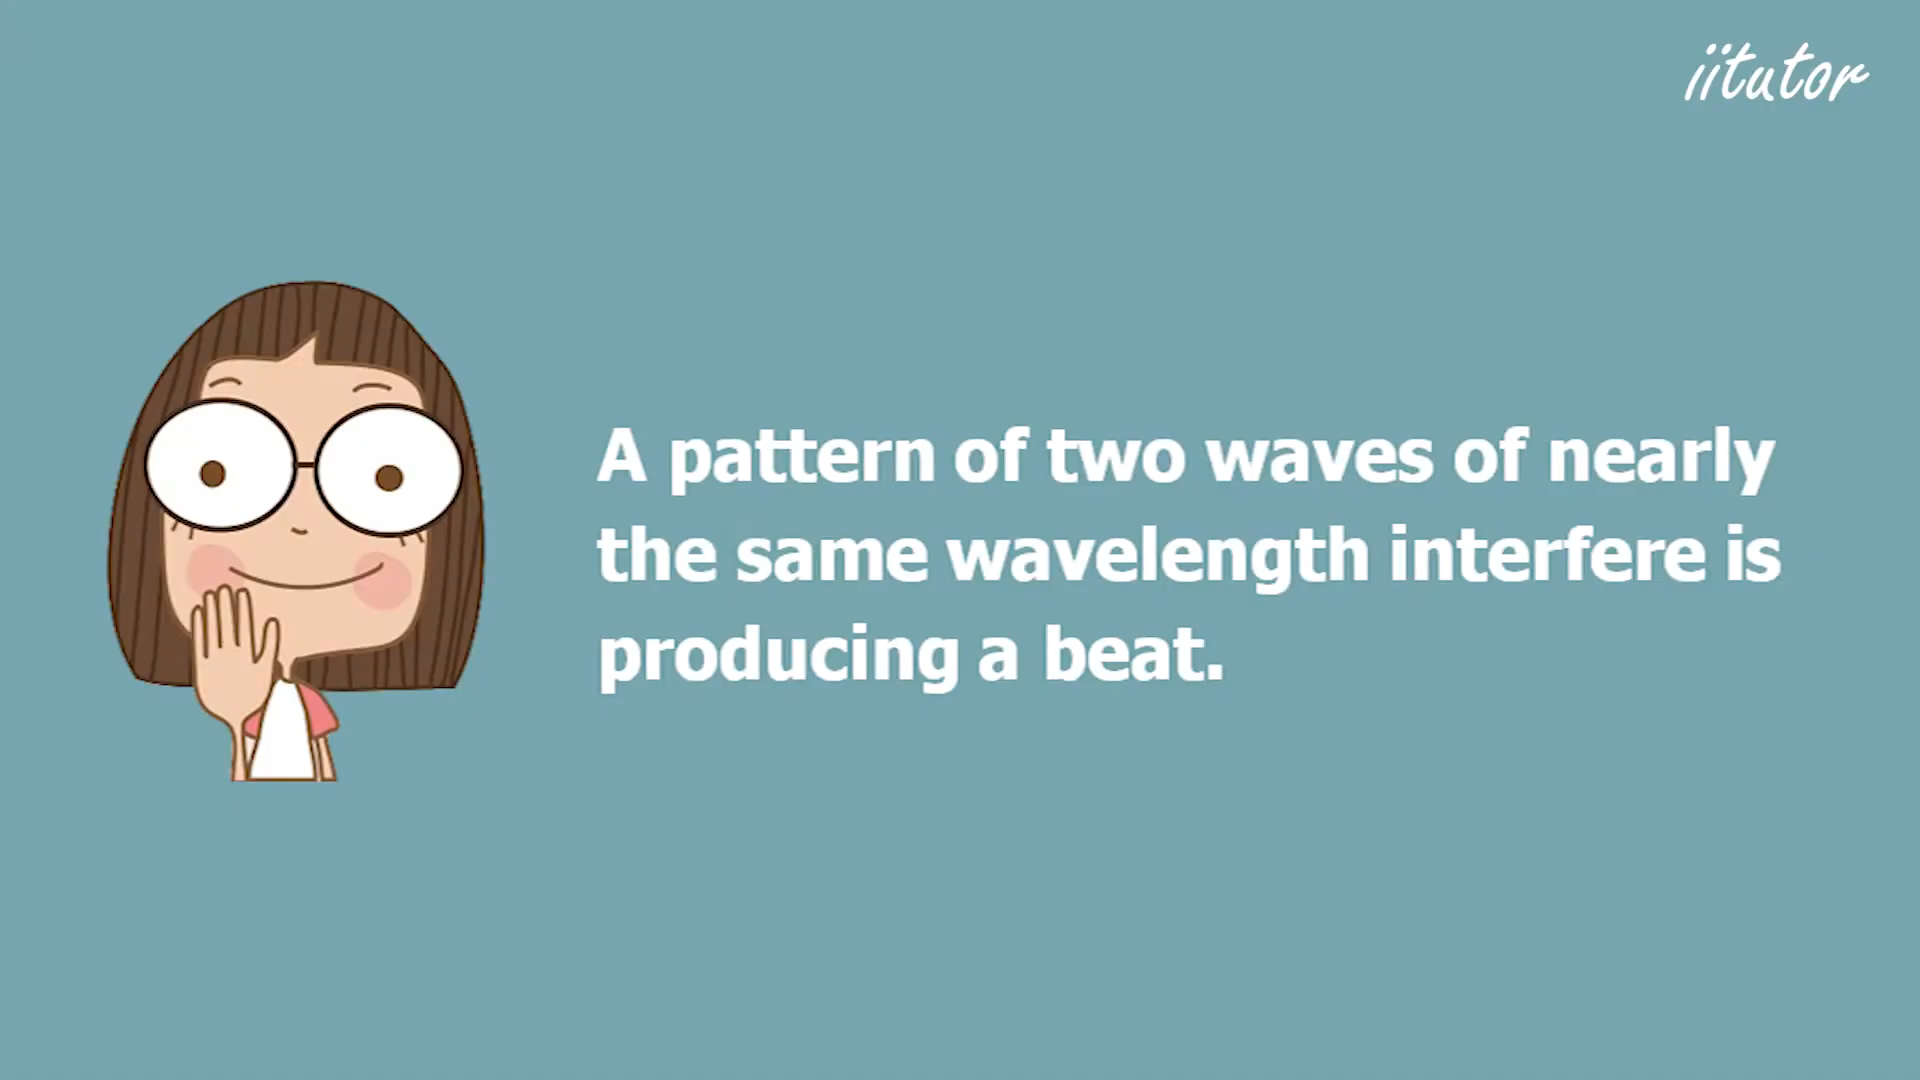 iitutor
A pattern of two waves of nearly
the same wavelength interfere is
producing a beat.